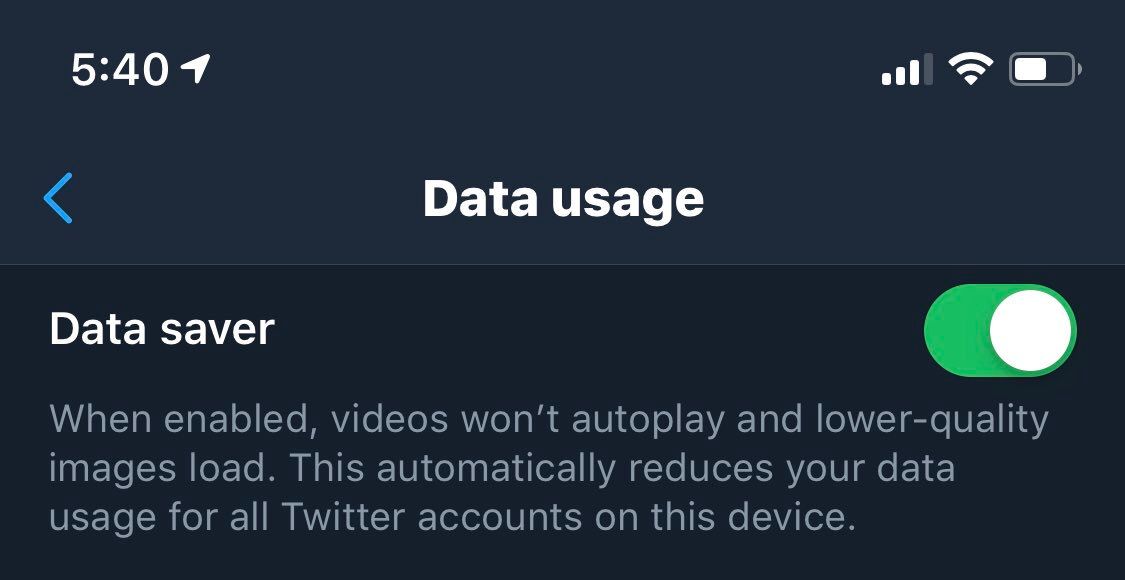 5:40
Data usage
Data saver
When enabled, videos won’t autoplay and lower-quality
images load. This automatically reduces your data
usage for all Twitter accounts on this device.